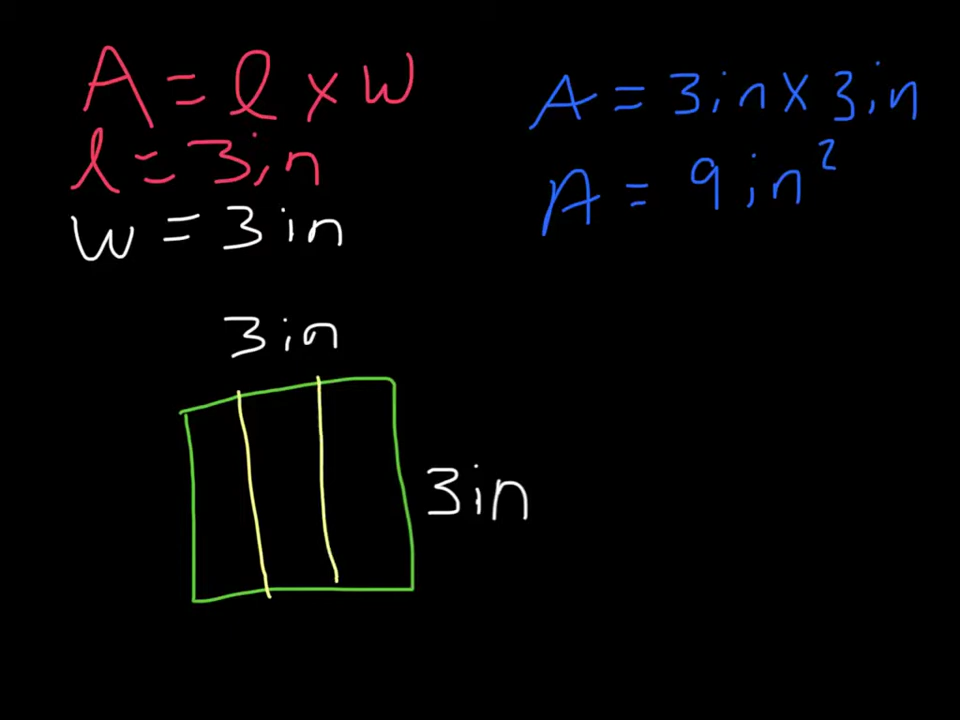 A = l x w
l = 3in
w = 3in
A = 3in x 3in
A = 9in²
3in
3in